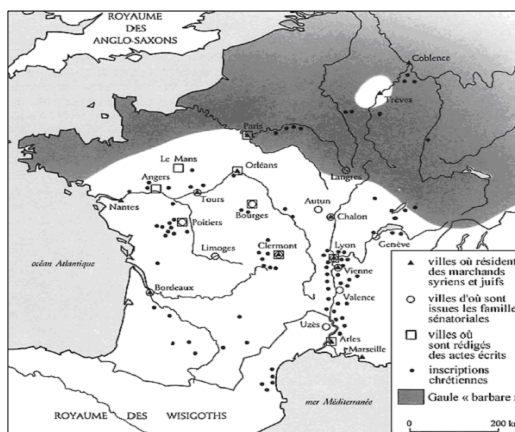 ROYAUME
DES
ANGLO-SAXONS
Coblence
Trèves
Paris
Le Mans
Orléans
Langres
Angers
Tours
Autun
Nantes
Bourges
Chalon
Poitiers
Limoges
Clermont
Lyon
Genève
Vienne
océan Atlantique
Bordeaux
Valence
Uzès
Arles
Marseille
mer Méditerranée
ROYAUME DES WISIGOTHS
villes où résident
des marchands
syriens et juifs
villes d'où sont
issues les famille
sénatoriales
villes où
sont rédigés
des actes écrits
inscriptions
chrétiennes
Gaule « barbare »
0 200 km